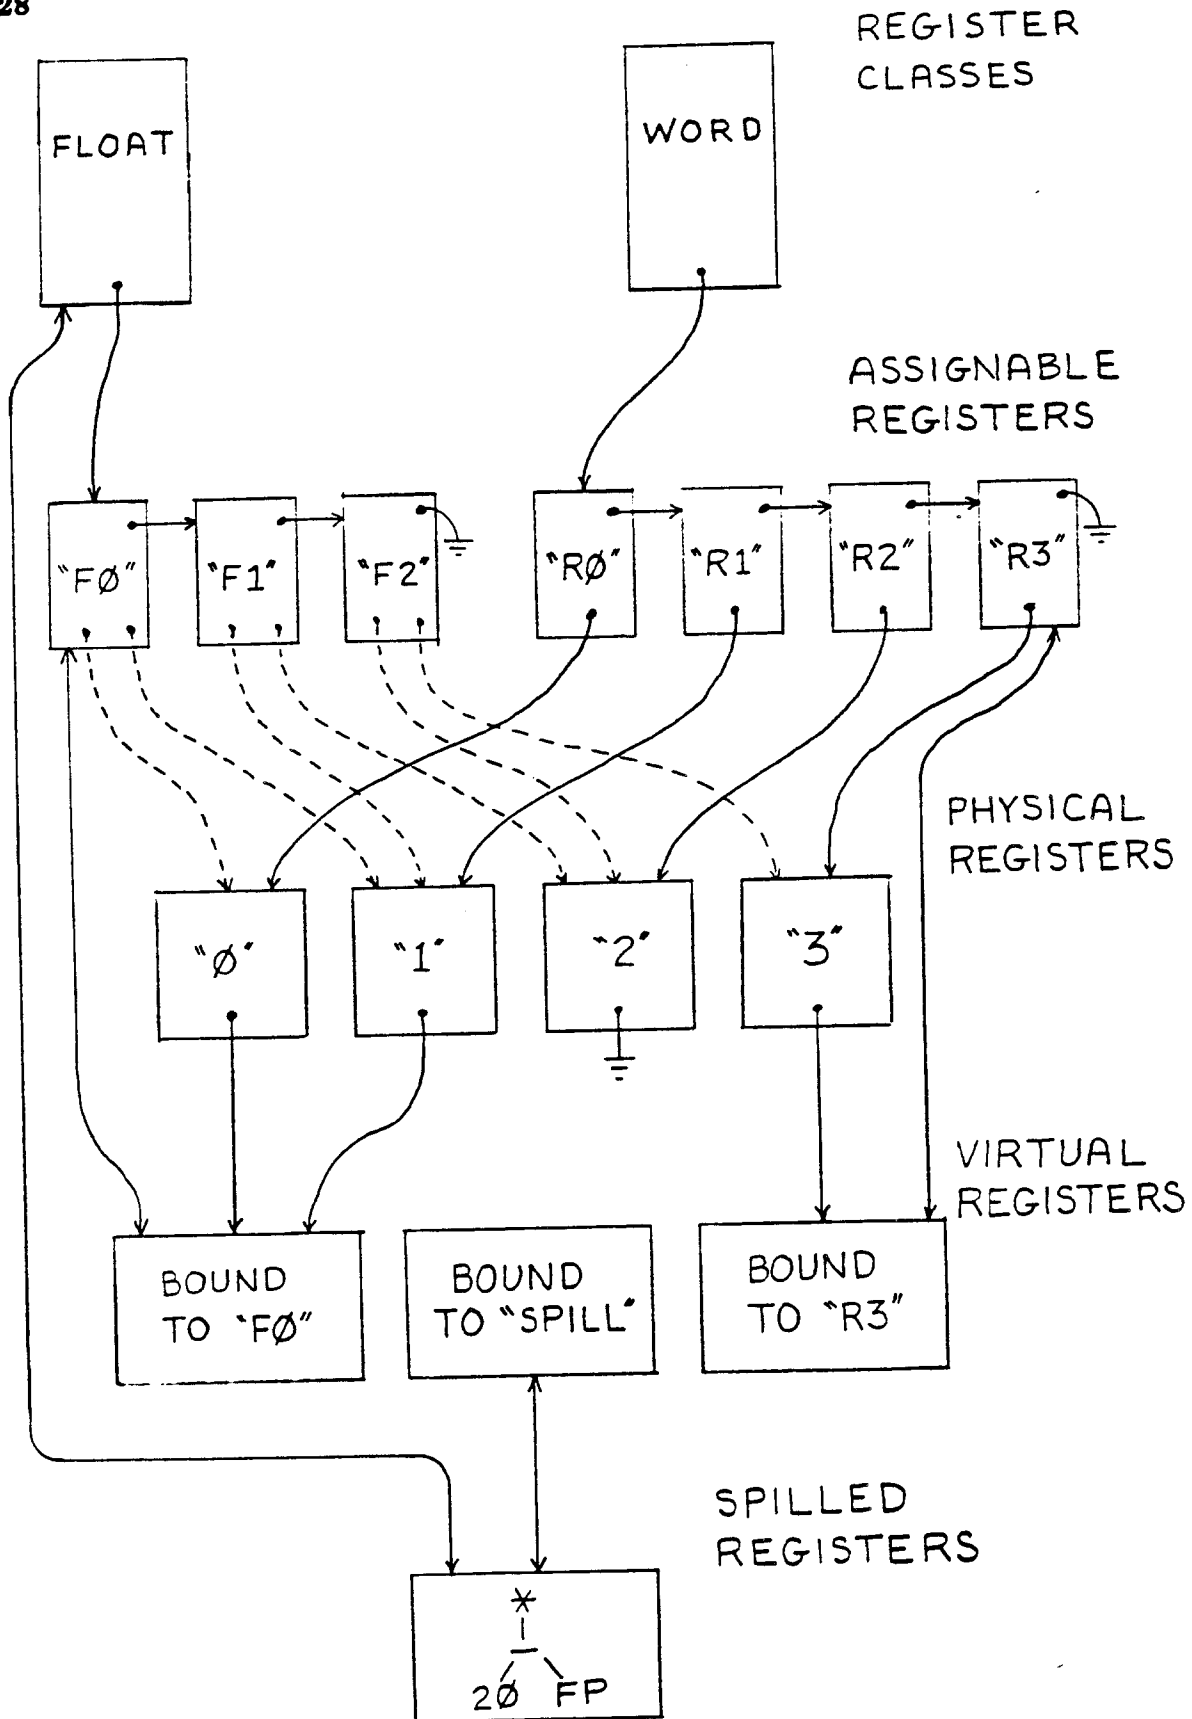 28
REGISTER
CLASSES
FLOAT
WORD
ASSIGNABLE
REGISTERS
"FØ"
"F1"
"F2"
"RØ"
"R1"
"R2"
"R3"
PHYSICAL
REGISTERS
"Ø"
"1"
"2"
"3"
VIRTUAL
REGISTERS
BOUND
TO "FØ"
BOUND
TO "SPILL"
BOUND
TO "R3"
SPILLED
REGISTERS
*
—
2Ø FP